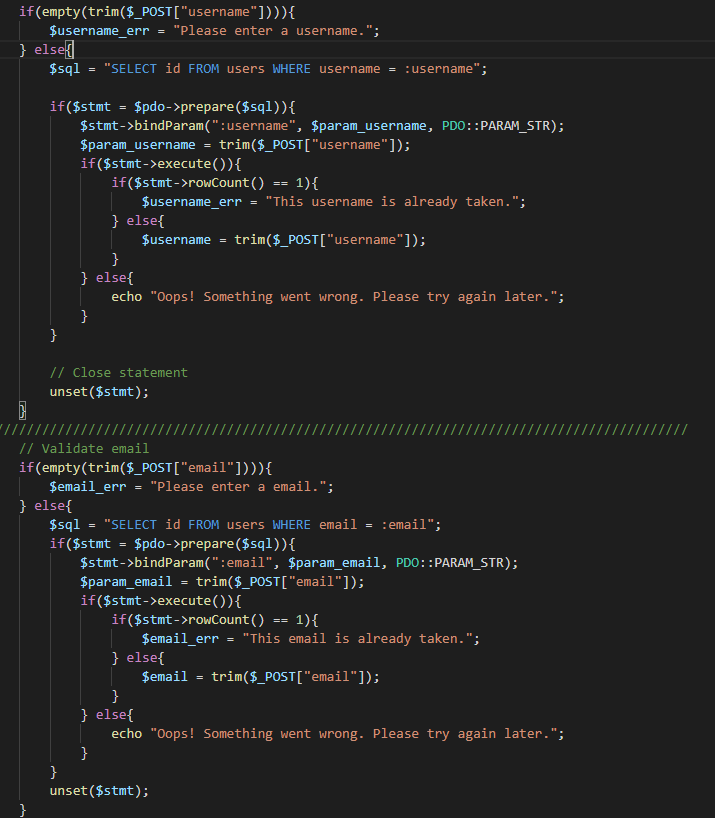 if(empty(trim($_POST["username"]))){
$username_err = "Please enter a username.";
} else{
$sql = "SELECT id FROM users WHERE username = :username";
if($stmt = $pdo->prepare($sql)){
$stmt->bindParam(":username", $param_username, PDO::PARAM_STR);
$param_username = trim($_POST["username"]);
if($stmt->execute()){
if($stmt->rowCount() == 1){
$username_err = "This username is already taken.";
} else{
$username = trim($_POST["username"]);
}
} else{
echo "Oops! Something went wrong. Please try again later.";
}
}
// Close statement
unset($stmt);
}
//////////////////////////////////////////////////////////////////////////////////////////
// Validate email
if(empty(trim($_POST["email"]))){
$email_err = "Please enter a email.";
} else{
$sql = "SELECT id FROM users WHERE email = :email";
if($stmt = $pdo->prepare($sql)){
$stmt->bindParam(":email", $param_email, PDO::PARAM_STR);
$param_email = trim($_POST["email"]);
if($stmt->execute()){
if($stmt->rowCount() == 1){
$email_err = "This email is already taken.";
} else{
$email = trim($_POST["email"]);
}
} else{
echo "Oops! Something went wrong. Please try again later.";
}
}
unset($stmt);
}